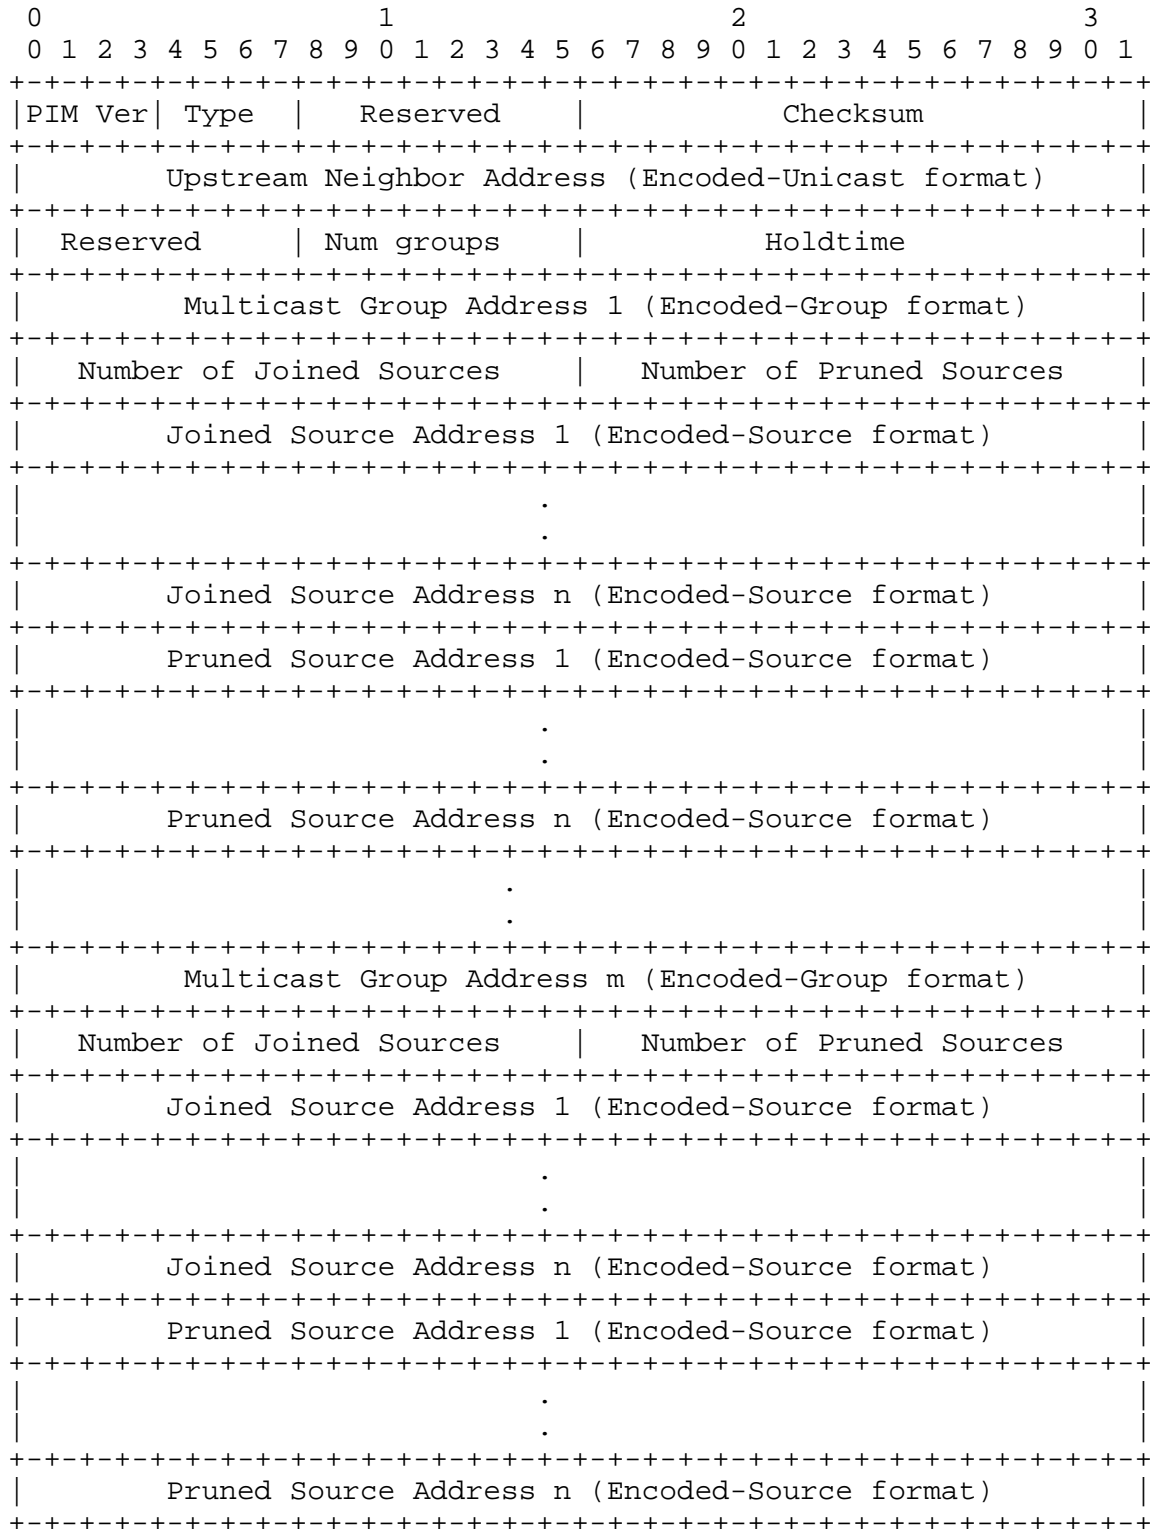 0                   1                   2                   3
 0 1 2 3 4 5 6 7 8 9 0 1 2 3 4 5 6 7 8 9 0 1 2 3 4 5 6 7 8 9 0 1
+-+-+-+-+-+-+-+-+-+-+-+-+-+-+-+-+-+-+-+-+-+-+-+-+-+-+-+-+-+-+-+-+
|PIM Ver| Type  |   Reserved    |           Checksum            |
+-+-+-+-+-+-+-+-+-+-+-+-+-+-+-+-+-+-+-+-+-+-+-+-+-+-+-+-+-+-+-+-+
|        Upstream Neighbor Address (Encoded-Unicast format)     |
+-+-+-+-+-+-+-+-+-+-+-+-+-+-+-+-+-+-+-+-+-+-+-+-+-+-+-+-+-+-+-+-+
|  Reserved     | Num groups    |          Holdtime             |
+-+-+-+-+-+-+-+-+-+-+-+-+-+-+-+-+-+-+-+-+-+-+-+-+-+-+-+-+-+-+-+-+
|         Multicast Group Address 1 (Encoded-Group format)      |
+-+-+-+-+-+-+-+-+-+-+-+-+-+-+-+-+-+-+-+-+-+-+-+-+-+-+-+-+-+-+-+-+
|   Number of Joined Sources    |   Number of Pruned Sources    |
+-+-+-+-+-+-+-+-+-+-+-+-+-+-+-+-+-+-+-+-+-+-+-+-+-+-+-+-+-+-+-+-+
|        Joined Source Address 1 (Encoded-Source format)        |
+-+-+-+-+-+-+-+-+-+-+-+-+-+-+-+-+-+-+-+-+-+-+-+-+-+-+-+-+-+-+-+-+
|                             .                                 |
|                             .                                 |
+-+-+-+-+-+-+-+-+-+-+-+-+-+-+-+-+-+-+-+-+-+-+-+-+-+-+-+-+-+-+-+-+
|        Joined Source Address n (Encoded-Source format)        |
+-+-+-+-+-+-+-+-+-+-+-+-+-+-+-+-+-+-+-+-+-+-+-+-+-+-+-+-+-+-+-+-+
|        Pruned Source Address 1 (Encoded-Source format)        |
+-+-+-+-+-+-+-+-+-+-+-+-+-+-+-+-+-+-+-+-+-+-+-+-+-+-+-+-+-+-+-+-+
|                             .                                 |
|                             .                                 |
+-+-+-+-+-+-+-+-+-+-+-+-+-+-+-+-+-+-+-+-+-+-+-+-+-+-+-+-+-+-+-+-+
|        Pruned Source Address n (Encoded-Source format)        |
+-+-+-+-+-+-+-+-+-+-+-+-+-+-+-+-+-+-+-+-+-+-+-+-+-+-+-+-+-+-+-+-+
|                           .                                   |
|                           .                                   |
+-+-+-+-+-+-+-+-+-+-+-+-+-+-+-+-+-+-+-+-+-+-+-+-+-+-+-+-+-+-+-+-+
|         Multicast Group Address m (Encoded-Group format)      |
+-+-+-+-+-+-+-+-+-+-+-+-+-+-+-+-+-+-+-+-+-+-+-+-+-+-+-+-+-+-+-+-+
|   Number of Joined Sources    |   Number of Pruned Sources    |
+-+-+-+-+-+-+-+-+-+-+-+-+-+-+-+-+-+-+-+-+-+-+-+-+-+-+-+-+-+-+-+-+
|        Joined Source Address 1 (Encoded-Source format)        |
+-+-+-+-+-+-+-+-+-+-+-+-+-+-+-+-+-+-+-+-+-+-+-+-+-+-+-+-+-+-+-+-+
|                             .                                 |
|                             .                                 |
+-+-+-+-+-+-+-+-+-+-+-+-+-+-+-+-+-+-+-+-+-+-+-+-+-+-+-+-+-+-+-+-+
|        Joined Source Address n (Encoded-Source format)        |
+-+-+-+-+-+-+-+-+-+-+-+-+-+-+-+-+-+-+-+-+-+-+-+-+-+-+-+-+-+-+-+-+
|        Pruned Source Address 1 (Encoded-Source format)        |
+-+-+-+-+-+-+-+-+-+-+-+-+-+-+-+-+-+-+-+-+-+-+-+-+-+-+-+-+-+-+-+-+
|                             .                                 |
|                             .                                 |
+-+-+-+-+-+-+-+-+-+-+-+-+-+-+-+-+-+-+-+-+-+-+-+-+-+-+-+-+-+-+-+-+
|        Pruned Source Address n (Encoded-Source format)        |
+-+-+-+-+-+-+-+-+-+-+-+-+-+-+-+-+-+-+-+-+-+-+-+-+-+-+-+-+-+-+-+-+